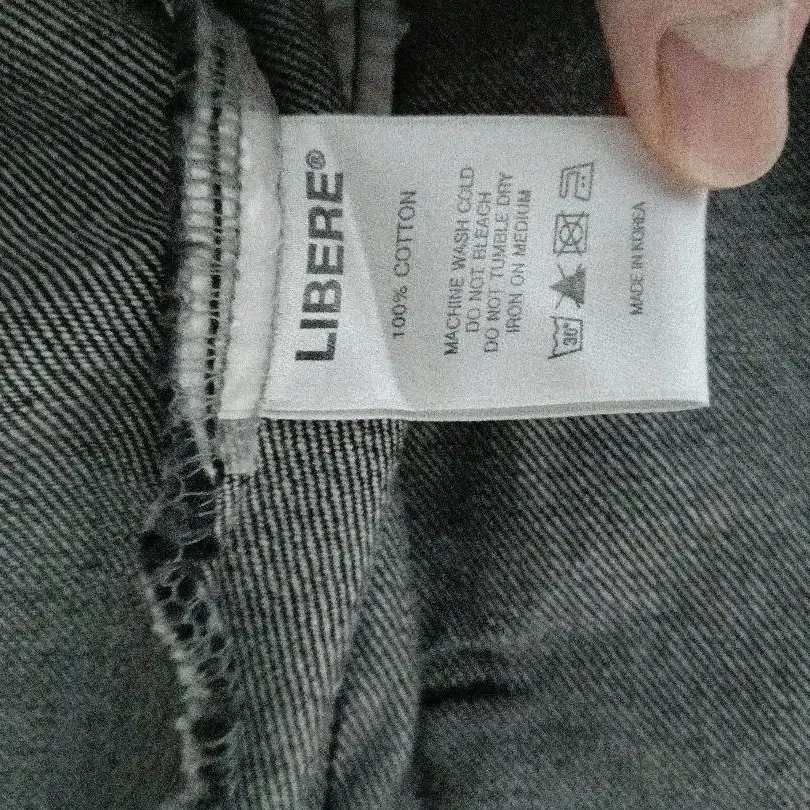 LIBERE®
100% COTTON
MACHINE WASH COLD
DO NOT BLEACH
DO NOT TUMBLE DRY
IRON ON MEDIUM
30°
MADE IN KOREA